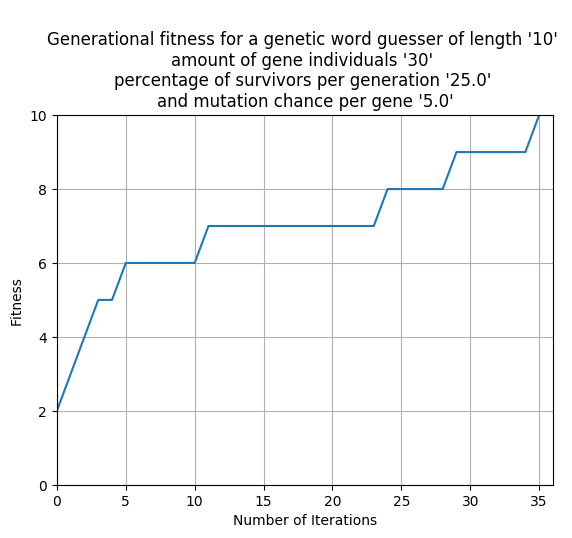 Generational fitness for a genetic word guesser of length '10'
amount of gene individuals '30'
percentage of survivors per generation '25.0'
and mutation chance per gene '5.0'
10
8
6
4
2
0
Fitness
0 5 10 15 20 25 30 35
Number of Iterations